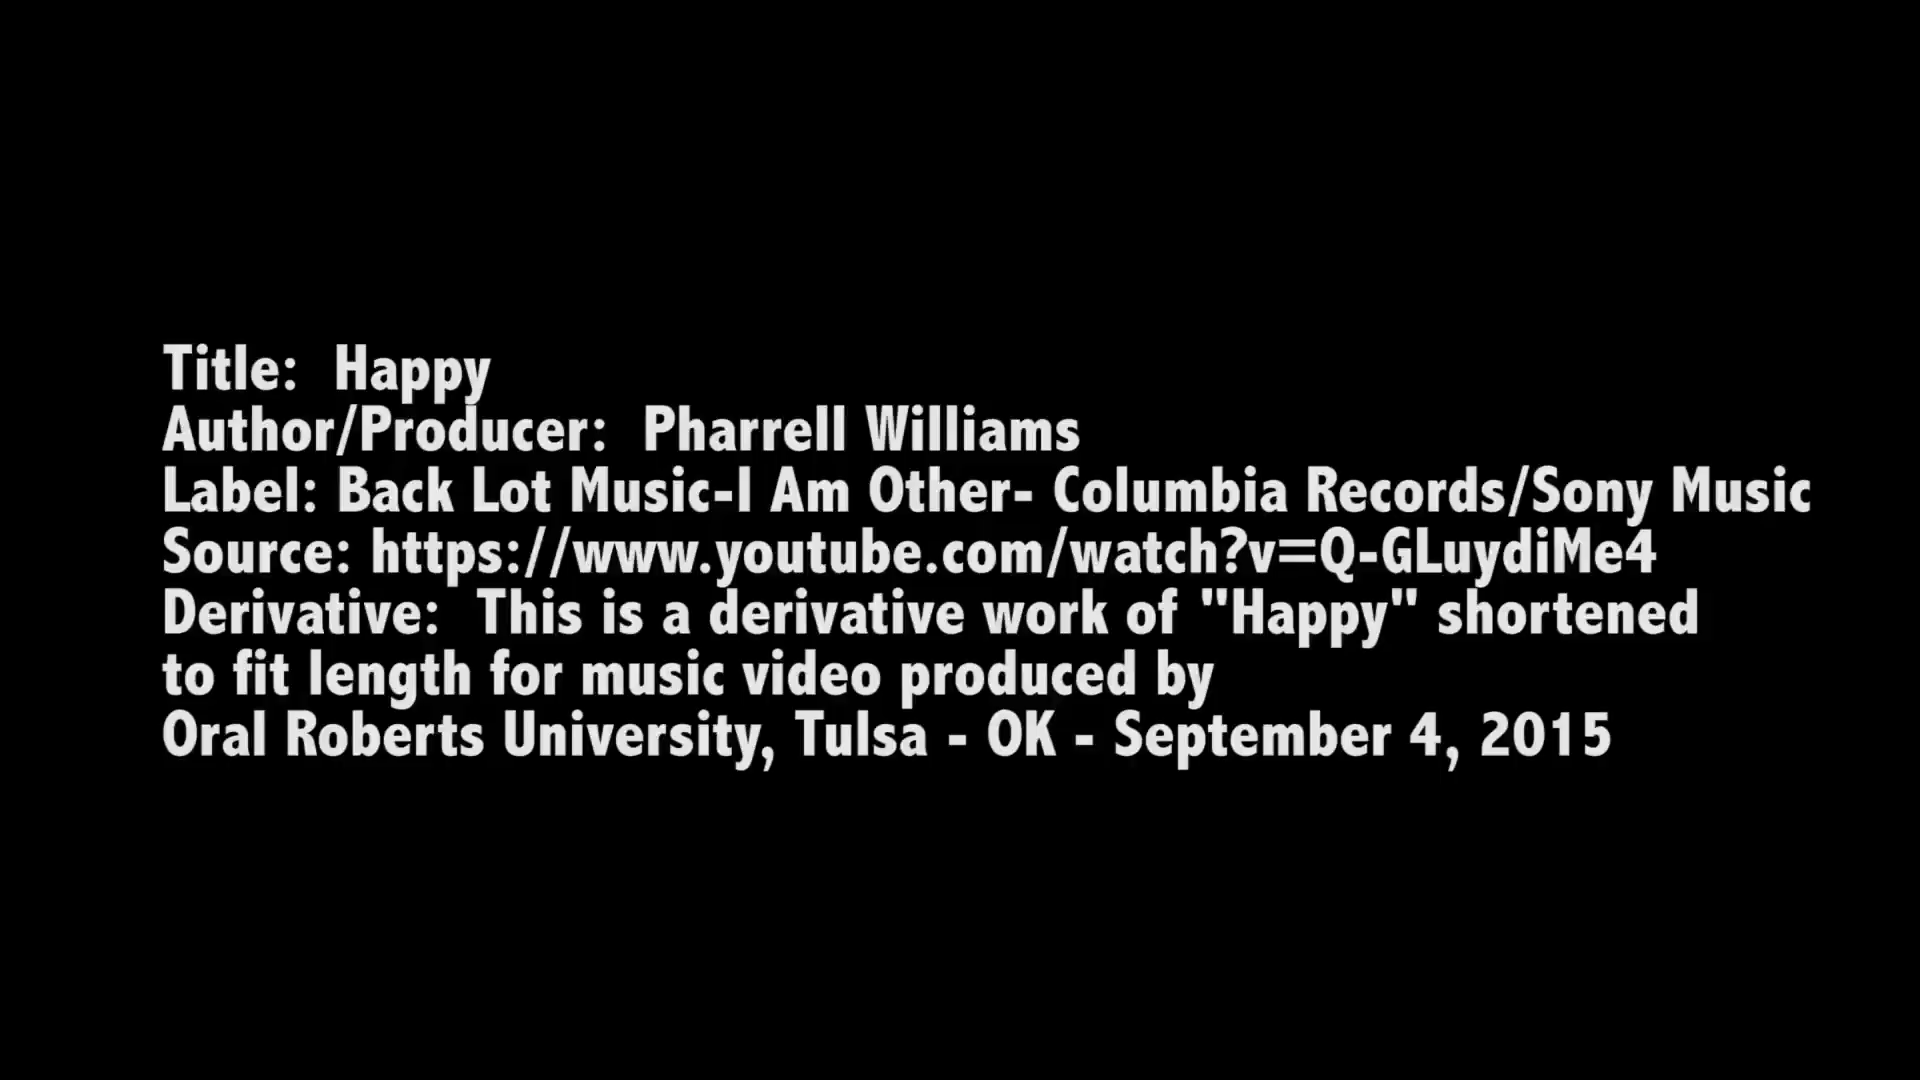 Title:  Happy
Author/Producer:  Pharrell Williams
Label: Back Lot Music-I Am Other- Columbia Records/Sony Music
Source: https://www.youtube.com/watch?v=Q-GLuydiMe4
Derivative:  This is a derivative work of "Happy" shortened
to fit length for music video produced by
Oral Roberts University, Tulsa - OK - September 4, 2015